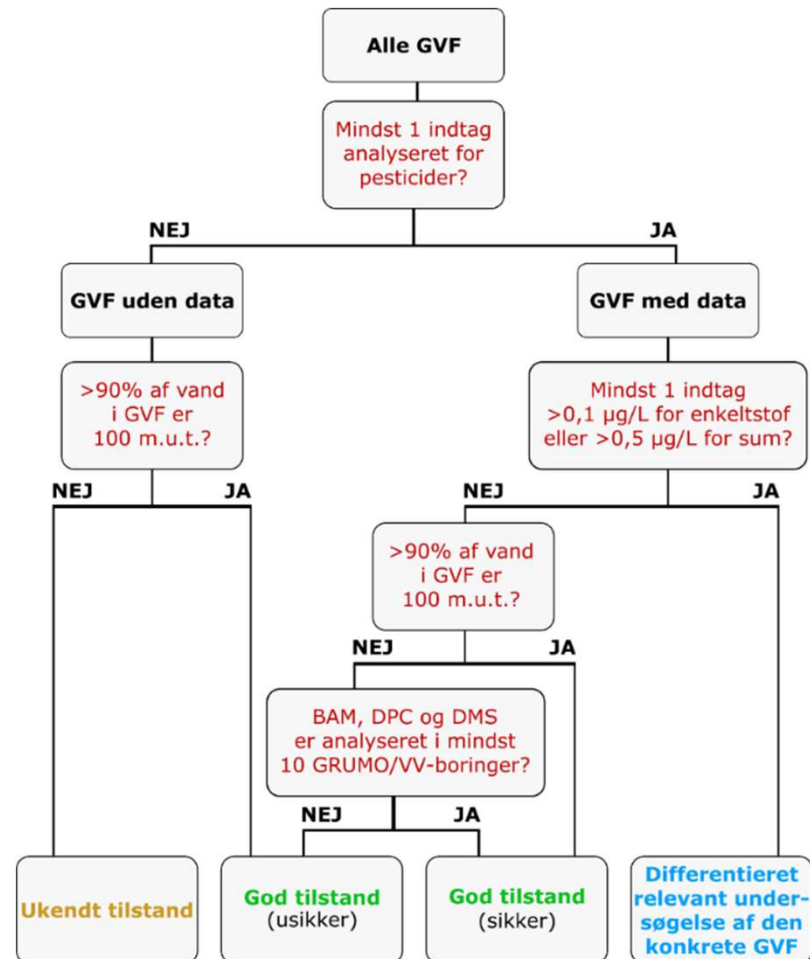 Alle GVF
Mindst 1 indtag
analyseret for
pesticider?
NEJ
JA
GVF uden data
GVF med data
>90% af vand
i GVF er
100 m.u.t.?
Mindst 1 indtag
>0,1 µg/L for enkeltstof
eller >0,5 µg/L for sum?
NEJ
JA
NEJ
JA
>90% af vand
i GVF er
100 m.u.t.?
NEJ
JA
BAM, DPC og DMS
er analyseret i mindst
10 GRUMO/VV-boringer?
NEJ
JA
Ukendt tilstand
God tilstand
(usikker)
God tilstand
(sikker)
Differentieret
relevant under-
søgelse af den
konkrete GVF